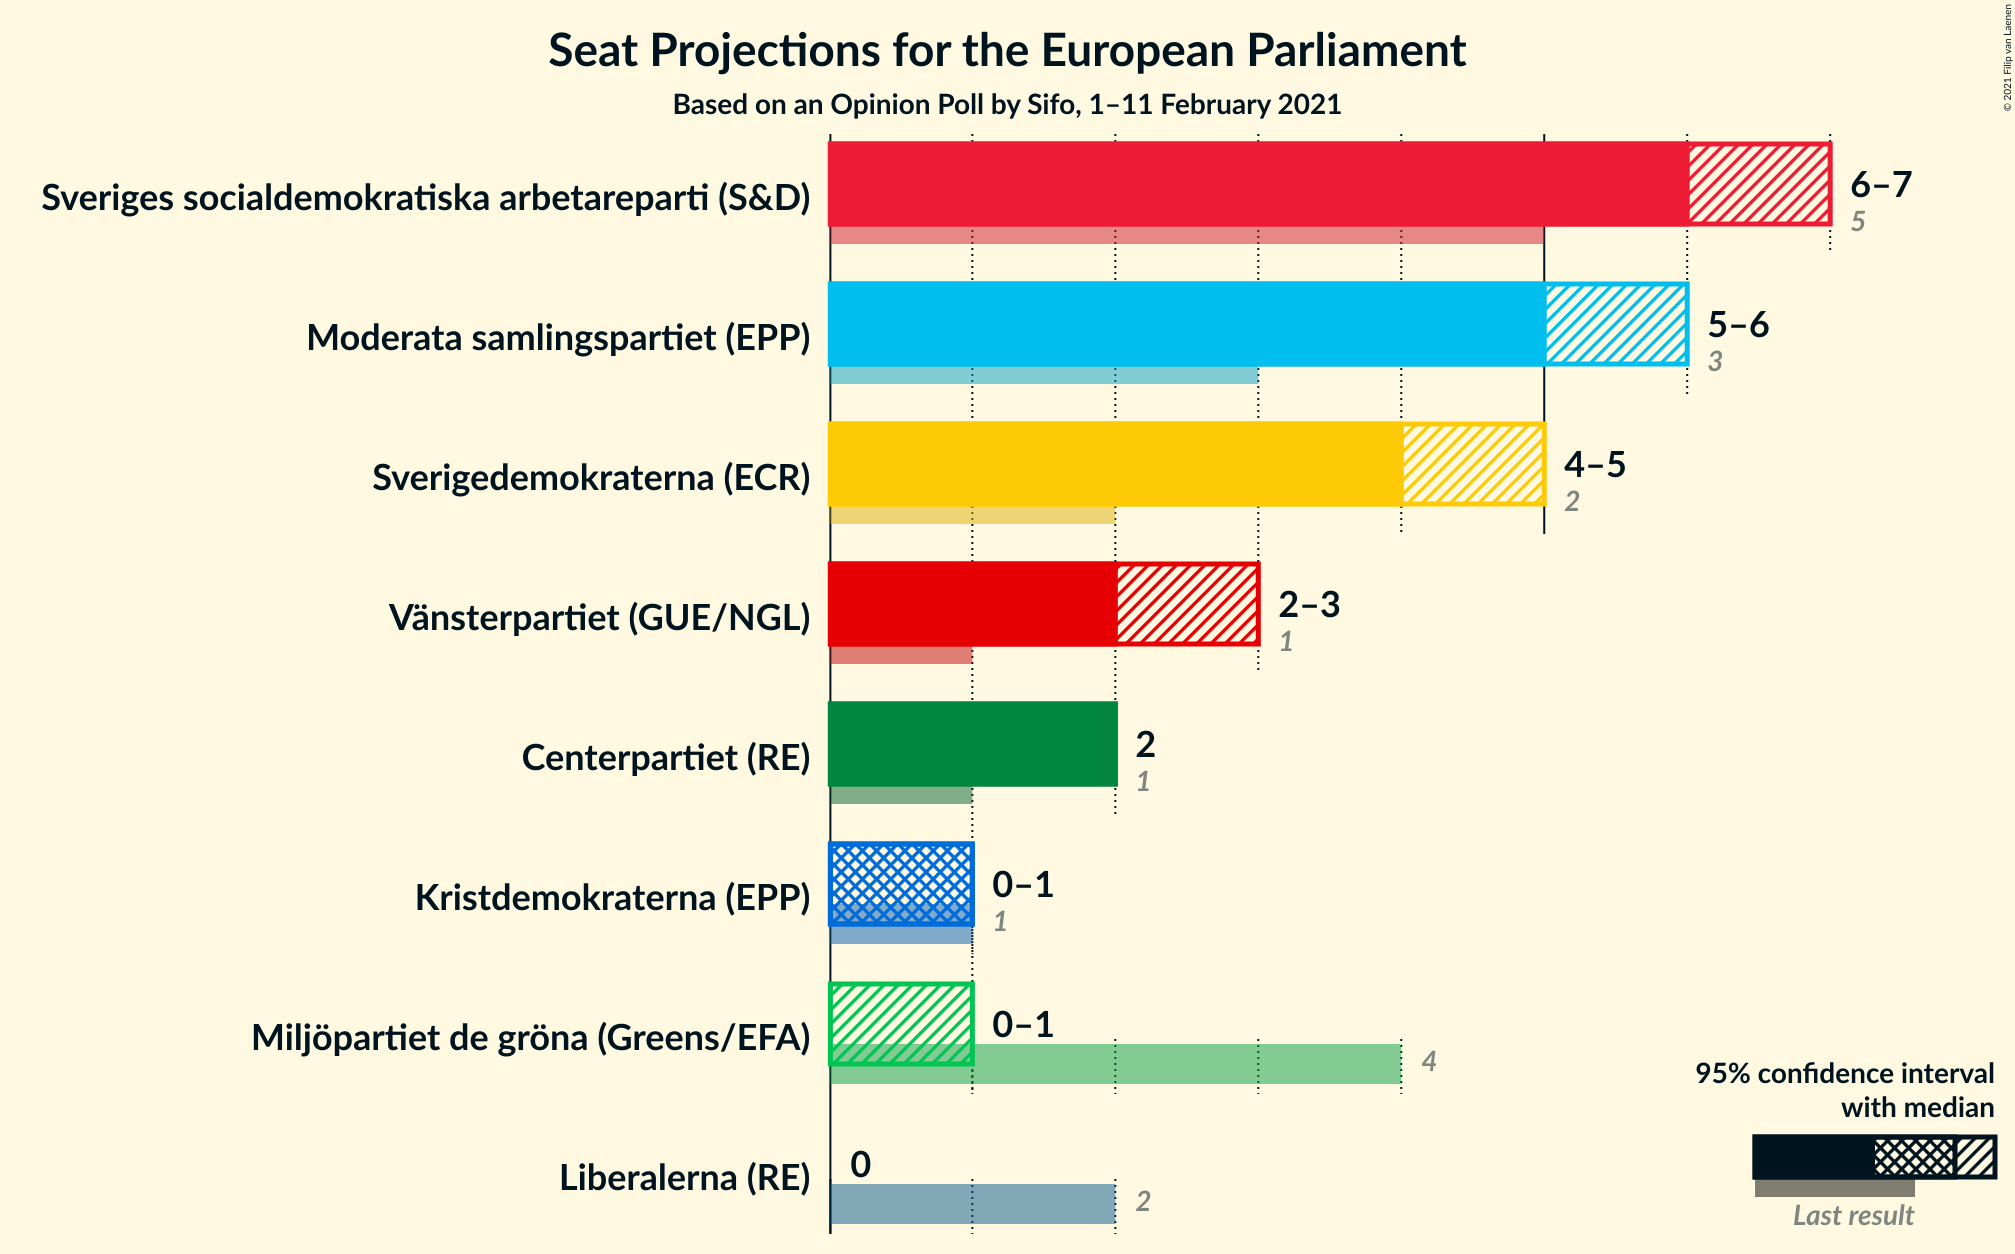 Seat Projections for the European Parliament
Based on an Opinion Poll by Sifo, 1–11 February 2021
© 2021 Filip van Laenen
Sveriges socialdemokratiska arbetareparti (S&D)
6–7
5
Moderata samlingspartiet (EPP)
5–6
3
Sverigedemokraterna (ECR)
4–5
2
Vänsterpartiet (GUE/NGL)
2–3
1
Centerpartiet (RE)
2
1
Kristdemokraterna (EPP)
0–1
1
Miljöpartiet de gröna (Greens/EFA)
0–1
4
Liberalerna (RE)
0
2
95% confidence interval
with median
Last result